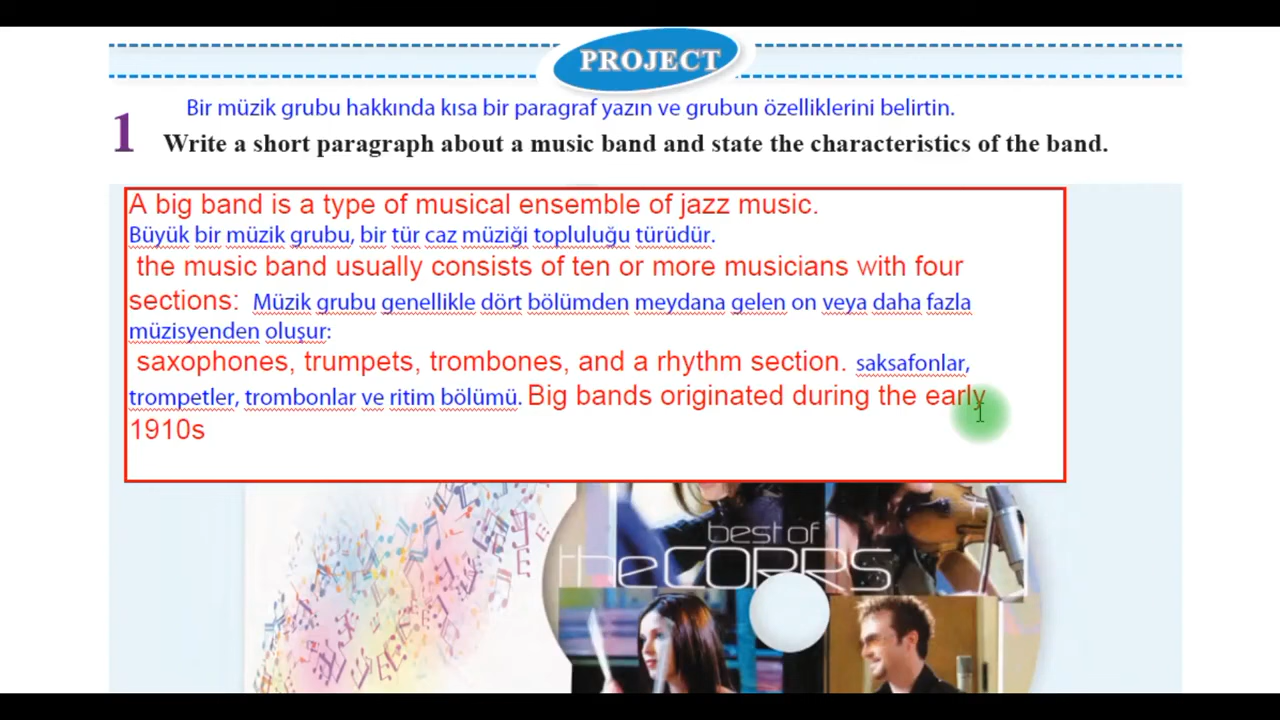 PROJECT
Bir müzik grubu hakkında kısa bir paragraf yazın ve grubun özelliklerini belirtin.
1 Write a short paragraph about a music band and state the characteristics of the band.
A big band is a type of musical ensemble of jazz music.
Büyük bir müzik grubu, bir tür caz müziği topluluğu türüdür.
the music band usually consists of ten or more musicians with four
sections: Müzik grubu genellikle dört bölümden meydana gelen on veya daha fazla
müzisyenden oluşur:
saxophones, trumpets, trombones, and a rhythm section. saksafonlar,
trompetler, trombonlar ve ritim bölümü. Big bands originated during the early
1910s
best of
the CORRS